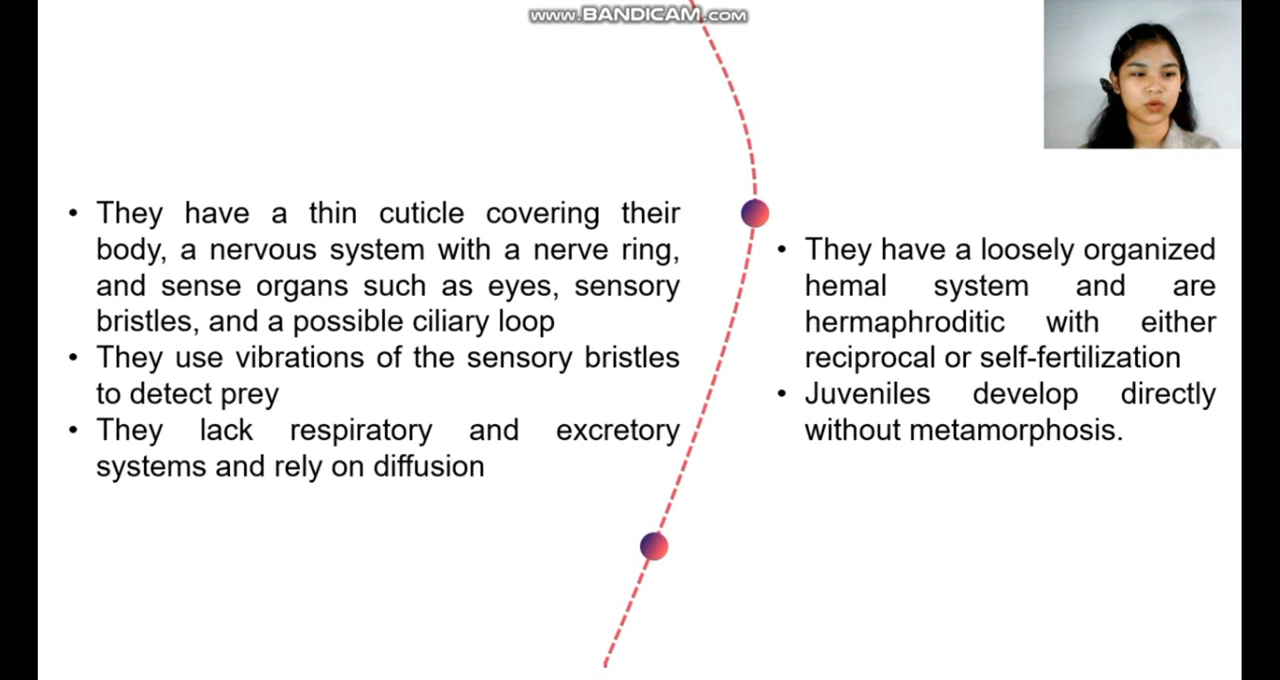 www.BANDICAM.com
• They have a thin cuticle covering their
body, a nervous system with a nerve ring,
and sense organs such as eyes, sensory
bristles, and a possible ciliary loop
• They use vibrations of the sensory bristles
to detect prey
• They lack respiratory and excretory
systems and rely on diffusion
• They have a loosely organized
hemal system and are
hermaphroditic with either
reciprocal or self-fertilization
• Juveniles develop directly
without metamorphosis.